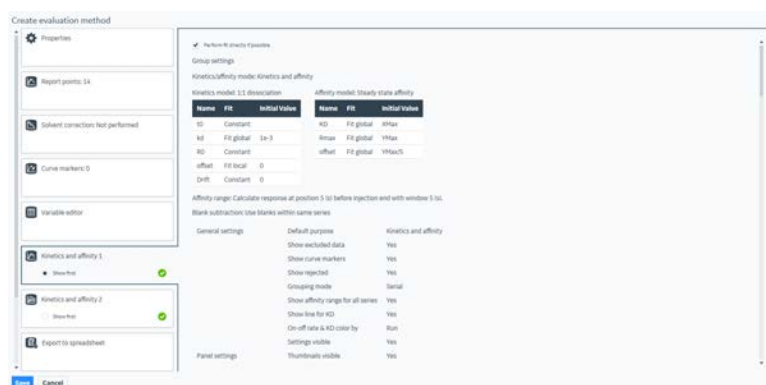 Create evaluation method
Properties
Report points: 14
Solvent correction: Not performed
Curve markers: 0
Variable editor
Kinetics and affinity 1
Show first
Kinetics and affinity 2
Show first
Export to spreadsheet
Save Cancel
Perform fit directly if possible
Group settings
Kinetics/affinity mode: Kinetics and affinity
Kinetics model: 1:1 dissociation Affinity model: Steady state affinity
Name Fit Initial Value Name Fit Initial Value
t0 Constant KD Fit global XMax
kd Fit global 1e-3 Rmax Fit global YMax
R0 Constant offset Fit global YMax/5
offset Fit local 0
Drift Constant 0
Affinity range: Calculate response at position 5 (s) before injection end with window 5 (s).
Blank subtraction: Use blanks within same series
General settings Default purpose Kinetics and affinity
Show excluded data Yes
Show curve markers Yes
Show rejected Yes
Grouping mode Serial
Show affinity range for all series Yes
Show line for KD Yes
On-off rate & KD color by Run
Settings visible Yes
Panel settings Thumbnails visible Yes